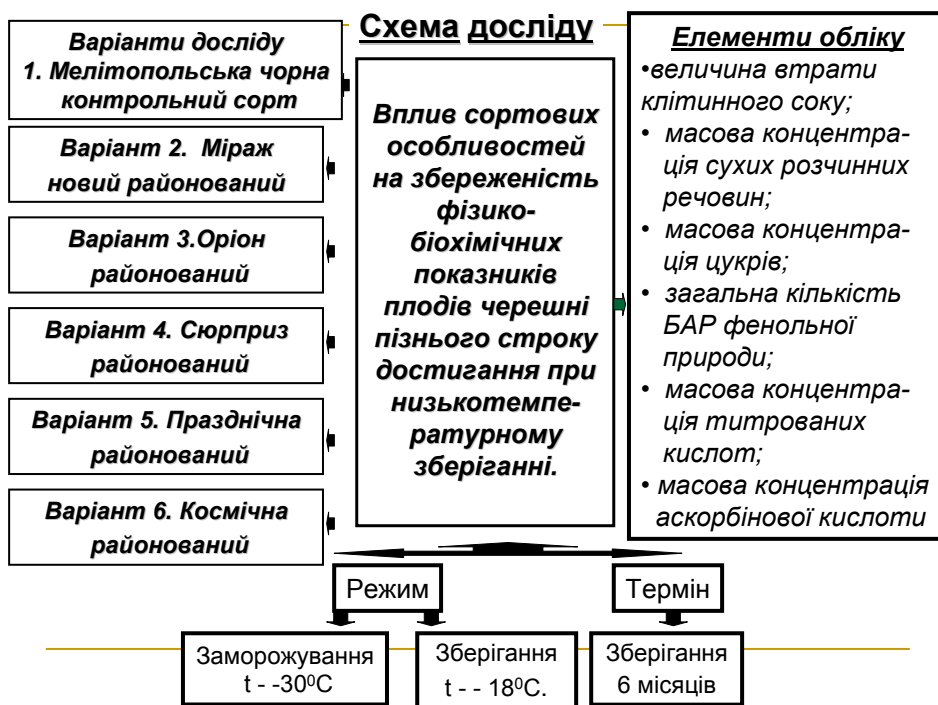 Схема досліду
Варіанти досліду
1. Мелітопольська чорна
контрольний сорт
Варіант 2. Міраж
новий районований
Варіант 3.Оріон
районований
Варіант 4. Сюрприз
районований
Варіант 5. Празднічна
районований
Варіант 6. Космічна
районований
Вплив сортових
особливостей
на збереженість
фізико-
біохімічних
показників
плодів черешні
пізнього строку
достигання при
низькотемпе-
ратурному
зберіганні.
Елементи обліку
•величина втрати
клітинного соку;
• масова концентра-
ція сухих розчинних
речовин;
• масова концентра-
ція цукрів;
• загальна кількість
БАР фенольної
природи;
• масова концентра-
ція титрованих
кислот;
• масова концентрація
аскорбінової кислоти
Режим
Термін
Заморожування
t - -30⁰С
Зберігання
t - - 18⁰С.
Зберігання
6 місяців